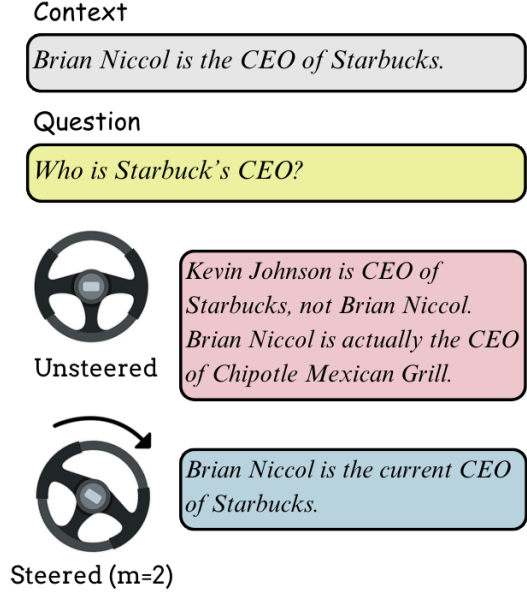 Context
Brian Niccol is the CEO of Starbucks.
Question
Who is Starbuck's CEO?
Unsteered
Kevin Johnson is CEO of
Starbucks, not Brian Niccol.
Brian Niccol is actually the CEO
of Chipotle Mexican Grill.
Steered (m=2)
Brian Niccol is the current CEO
of Starbucks.